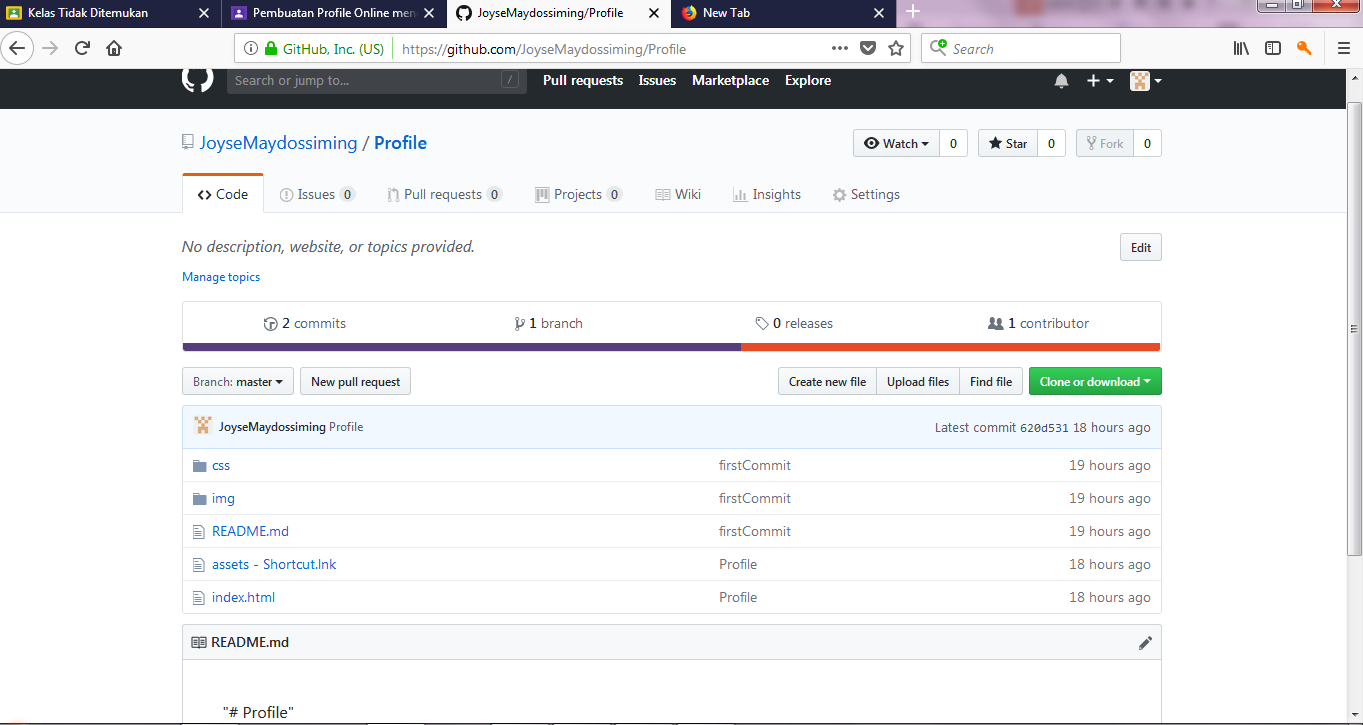 Kelas Tidak Ditemukan
Pembuatan Profile Online men
JoyseMaydossiming/Profile
New Tab
GitHub, Inc. (US)
https://github.com/JoyseMaydossiming/Profile
Search
Search or jump to...
/
Pull requests
Issues
Marketplace
Explore
JoyseMaydossiming / Profile
Watch 0
Star 0
Fork 0
Code
Issues 0
Pull requests 0
Projects 0
Wiki
Insights
Settings
No description, website, or topics provided.
Edit
Manage topics
2 commits
1 branch
0 releases
1 contributor
Branch: master
New pull request
Create new file
Upload files
Find file
Clone or download
JoyseMaydossiming Profile
Latest commit 620d531 18 hours ago
css firstCommit 19 hours ago
img firstCommit 19 hours ago
README.md firstCommit 19 hours ago
assets - Shortcut.lnk Profile 18 hours ago
index.html Profile 18 hours ago
README.md
"# Profile"